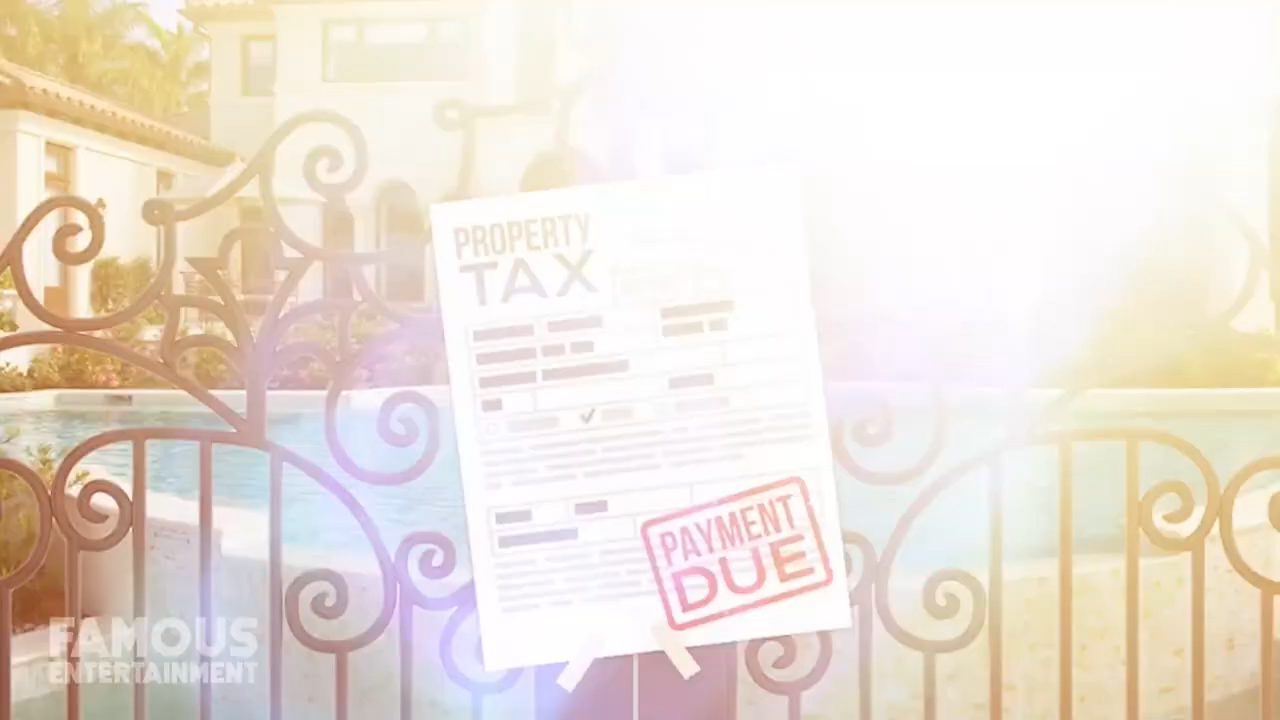 PROPERTY
TAX
PAYMENT
DUE
FAMOUS
ENTERTAINMENT